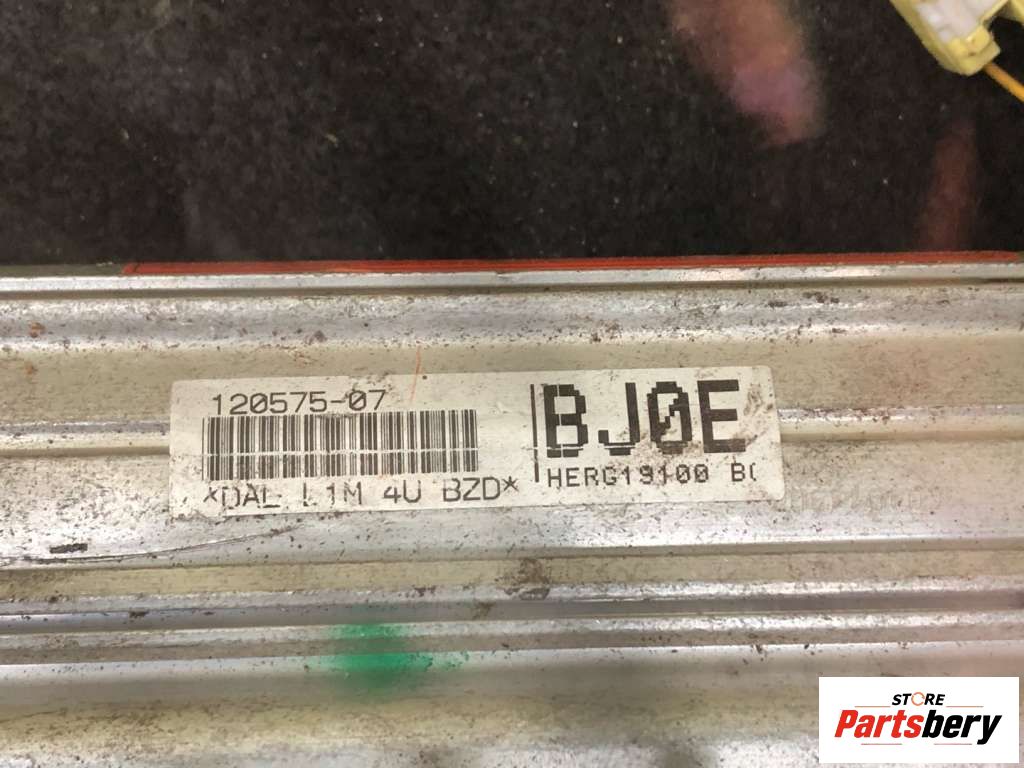 120575-07
*DAL L1M 4U BZD*
BJ0E
HERG19100
STORE
Partsbery